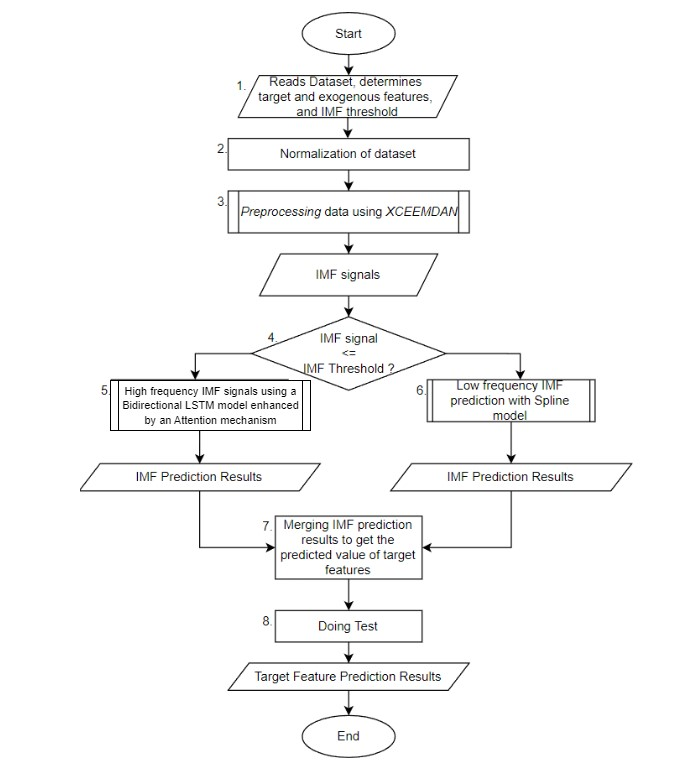 Start
1.
Reads Dataset, determines
target and exogenous features,
and IMF threshold
2.
Normalization of dataset
3.
Preprocessing data using XCEEMDAN
IMF signals
4.
IMF signal
<=
IMF Threshold ?
5.
High frequency IMF signals using a
Bidirectional LSTM model enhanced
by an Attention mechanism
6.
Low frequency IMF
prediction with Spline
model
IMF Prediction Results
IMF Prediction Results
7.
Merging IMF prediction
results to get the
predicted value of target
features
8.
Doing Test
Target Feature Prediction Results
End